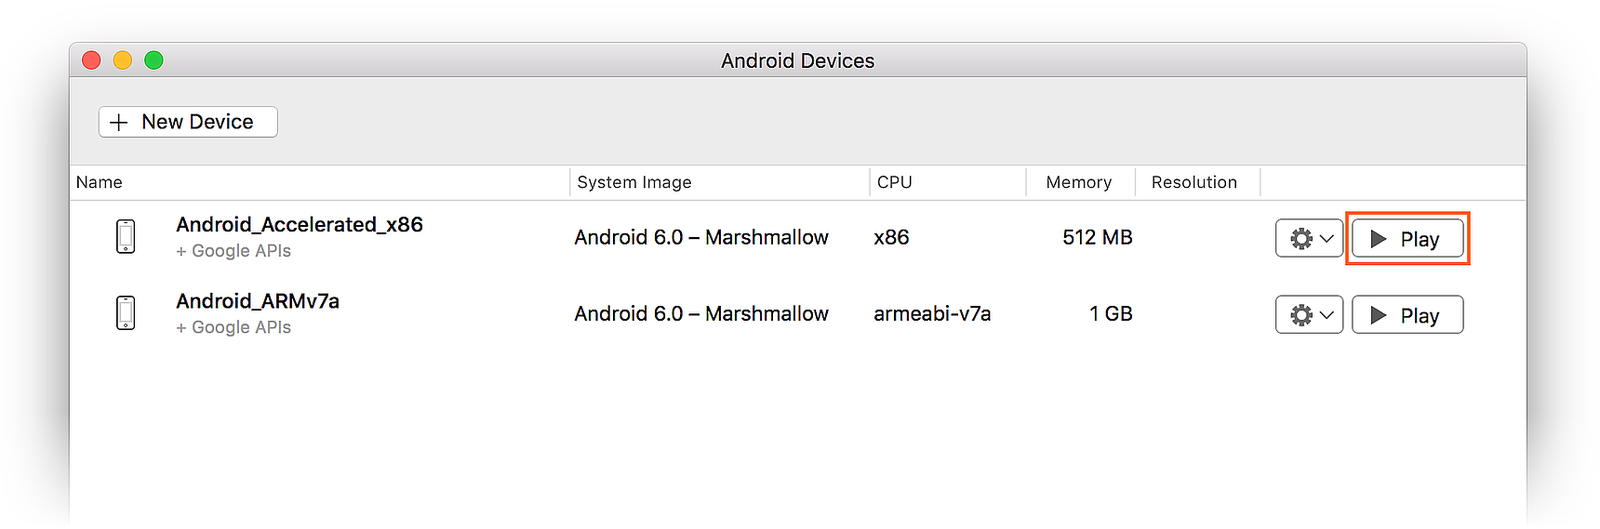 Android Devices
+ New Device
Name System Image CPU Memory Resolution
Android_Accelerated_x86
+ Google APIs
Android 6.0 – Marshmallow x86 512 MB Play
Android_ARMv7a
+ Google APIs
Android 6.0 – Marshmallow armeabi-v7a 1 GB Play